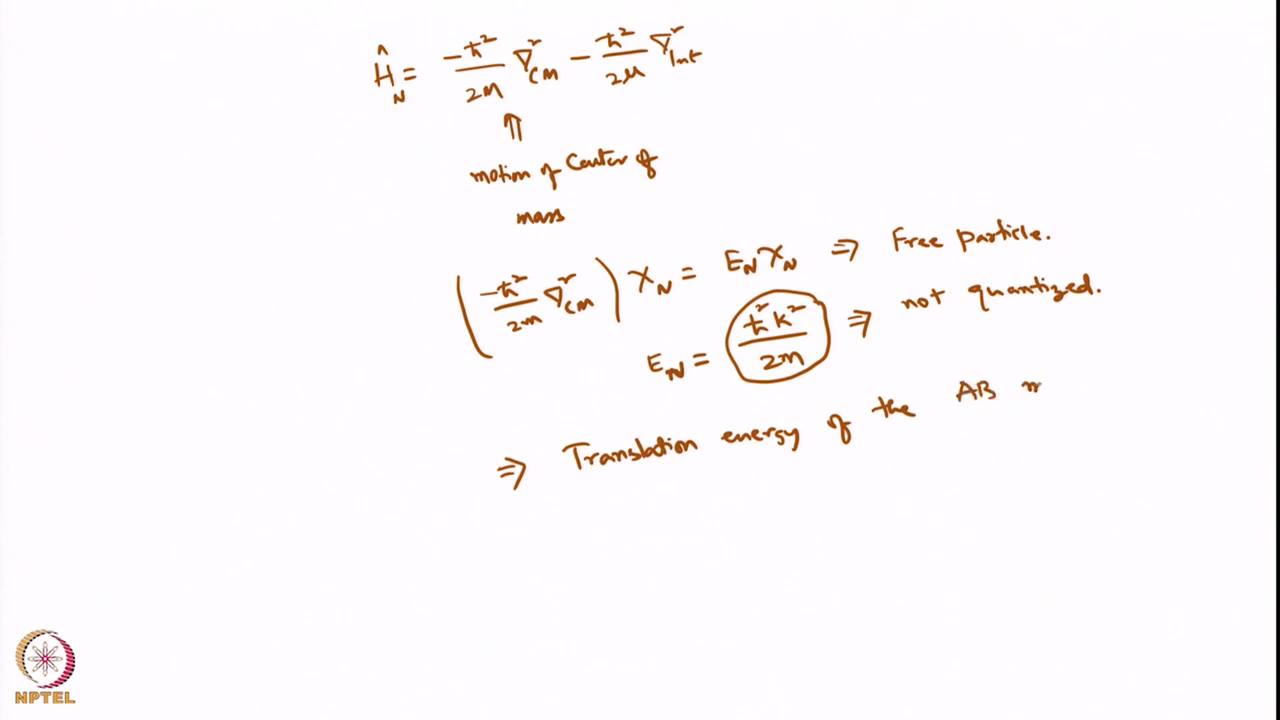 Ĥ_N = -ħ²/2M ∇²_CM - ħ²/2μ ∇²_Int
⇑
motion of Center of
mass
(-ħ²/2m ∇²_CM) χ_N = E_N χ_N ⇒ Free particle.
E_N = ħ²k²/2m ⇒ not quantized.
⇒ Translation energy of the AB
NPTEL